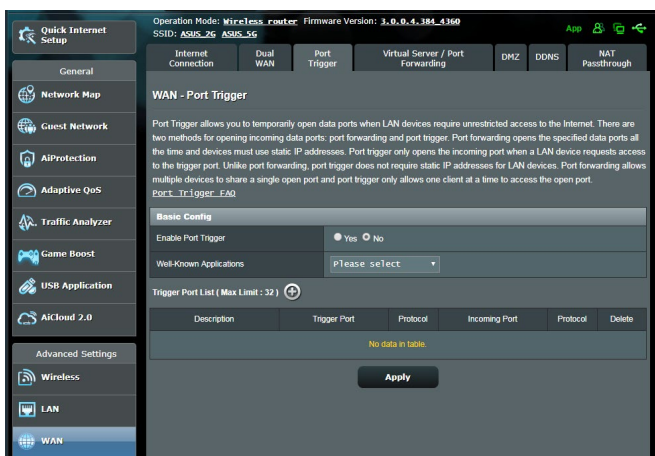 Quick Internet
Setup
Operation Mode: Wireless router Firmware Version: 3.0.0.4.384_4360
SSID: ASUS_2G ASUS_5G
App
Internet
Connection
Dual
WAN
Port
Trigger
Virtual Server / Port
Forwarding
DMZ
DDNS
NAT
Passthrough
General
Network Map
Guest Network
AiProtection
Adaptive QoS
Traffic Analyzer
Game Boost
USB Application
AiCloud 2.0
Advanced Settings
Wireless
LAN
WAN
WAN - Port Trigger
Port Trigger allows you to temporarily open data ports when LAN devices require unrestricted access to the Internet. There are
two methods for opening incoming data ports: port forwarding and port trigger. Port forwarding opens the specified data ports all
the time and devices must use static IP addresses. Port trigger only opens the incoming port when a LAN device requests access
to the trigger port. Unlike port forwarding, port trigger does not require static IP addresses for LAN devices. Port forwarding allows
multiple devices to share a single open port and port trigger only allows one client at a time to access the open port.
Port Trigger FAQ
Basic Config
Enable Port Trigger
Yes No
Well-Known Applications
Please select
Trigger Port List ( Max Limit : 32 )
Description Trigger Port Protocol Incoming Port Protocol Delete
No data in table.
Apply